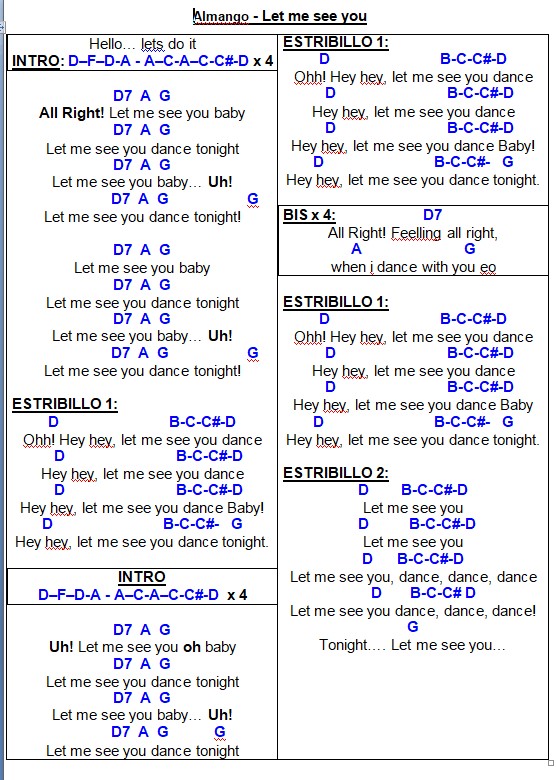 Almango - Let me see you
Hello... lets do it
INTRO: D–F–D-A - A–C-A–C-C#-D x 4
D7 A G
All Right! Let me see you baby
D7 A G
Let me see you dance tonight
D7 A G
Let me see you baby... Uh!
D7 A G G
Let me see you dance tonight!
D7 A G
Let me see you baby
D7 A G
Let me see you dance tonight
D7 A G
Let me see you baby... Uh!
D7 A G G
Let me see you dance tonight!
ESTRIBILLO 1:
D B-C-C#-D
Ohh! Hey hey, let me see you dance
D B-C-C#-D
Hey hey, let me see you dance
D B-C-C#-D
Hey hey, let me see you dance Baby!
D B-C-C#- G
Hey hey, let me see you dance tonight.
INTRO
D–F–D-A - A–C-A–C-C#-D x 4
D7 A G
Uh! Let me see you oh baby
D7 A G
Let me see you dance tonight
D7 A G
Let me see you baby... Uh!
D7 A G G
Let me see you dance tonight
ESTRIBILLO 1:
D B-C-C#-D
Ohh! Hey hey, let me see you dance
D B-C-C#-D
Hey hey, let me see you dance
D B-C-C#-D
Hey hey, let me see you dance Baby!
D B-C-C#- G
Hey hey, let me see you dance tonight.
BIS x 4: D7
All Right! Feelling all right,
A G
when i dance with you eo
ESTRIBILLO 1:
D B-C-C#-D
Ohh! Hey hey, let me see you dance
D B-C-C#-D
Hey hey, let me see you dance
D B-C-C#-D
Hey hey, let me see you dance Baby
D B-C-C#- G
Hey hey, let me see you dance tonight.
ESTRIBILLO 2:
D B-C-C#-D
Let me see you
D B-C-C#-D
Let me see you
D B-C-C#-D
Let me see you, dance, dance, dance
D B-C-C# D
Let me see you dance, dance, dance!
G
Tonight.... Let me see you...